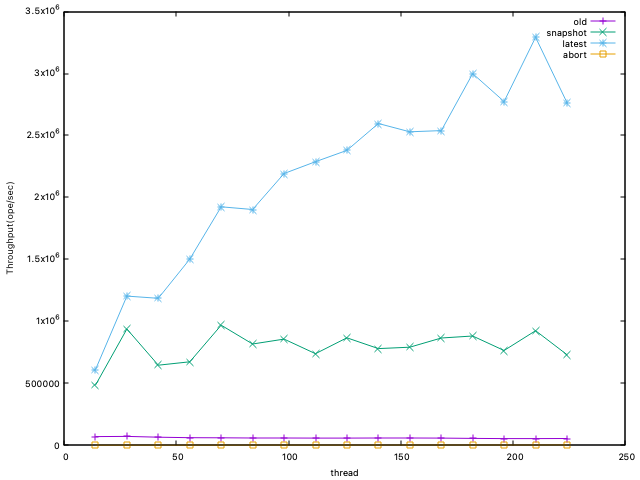 3.5x10⁶
3x10⁶
2.5x10⁶
2x10⁶
1.5x10⁶
1x10⁶
500000
0
Throughput(ope/sec)
old
snapshot
latest
abort
0 50 100 150 200 250
thread